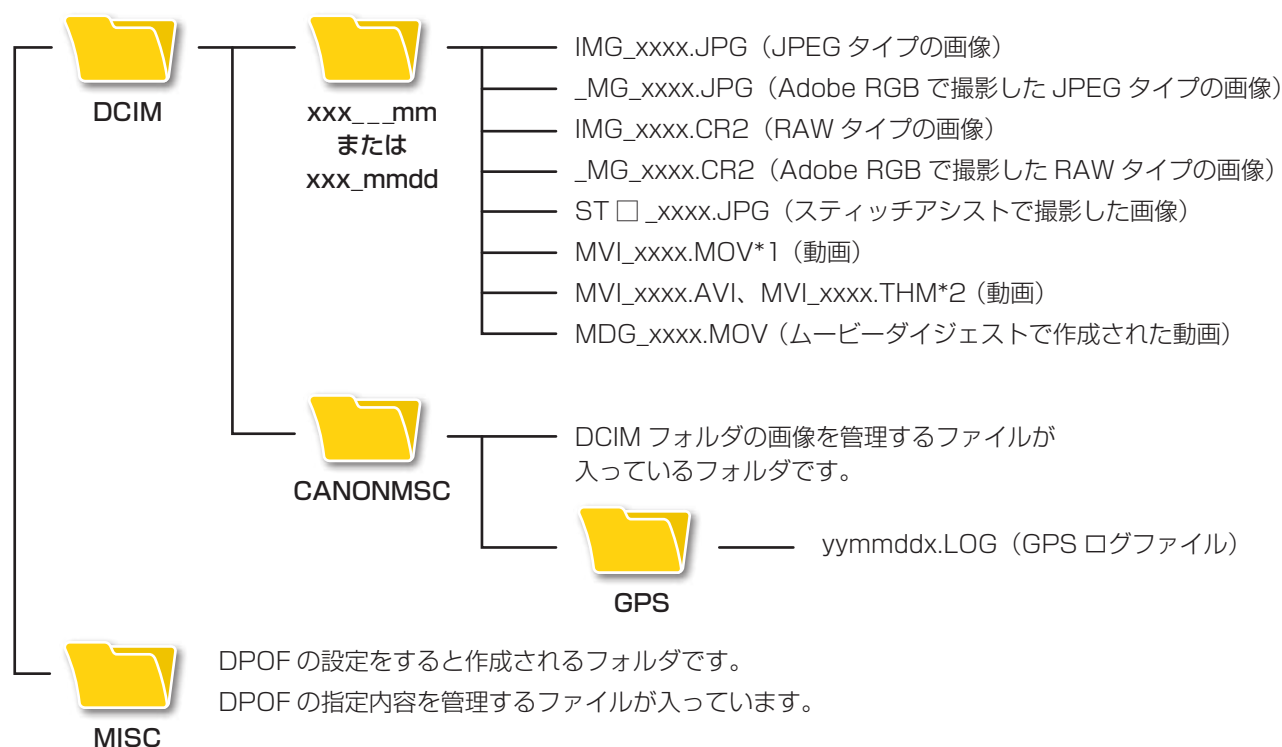 DCIM
xxx___mm
または
xxx_mmdd
IMG_xxxx.JPG（JPEG タイプの画像）
_MG_xxxx.JPG（Adobe RGB で撮影した JPEG タイプの画像）
IMG_xxxx.CR2（RAW タイプの画像）
_MG_xxxx.CR2（Adobe RGB で撮影した RAW タイプの画像）
ST □ _xxxx.JPG（スティッチアシストで撮影した画像）
MVI_xxxx.MOV*1（動画）
MVI_xxxx.AVI、MVI_xxxx.THM*2（動画）
MDG_xxxx.MOV（ムービーダイジェストで作成された動画）
CANONMSC
DCIM フォルダの画像を管理するファイルが
入っているフォルダです。
GPS
yymmddx.LOG（GPS ログファイル）
MISC
DPOF の設定をすると作成されるフォルダです。
DPOF の指定内容を管理するファイルが入っています。